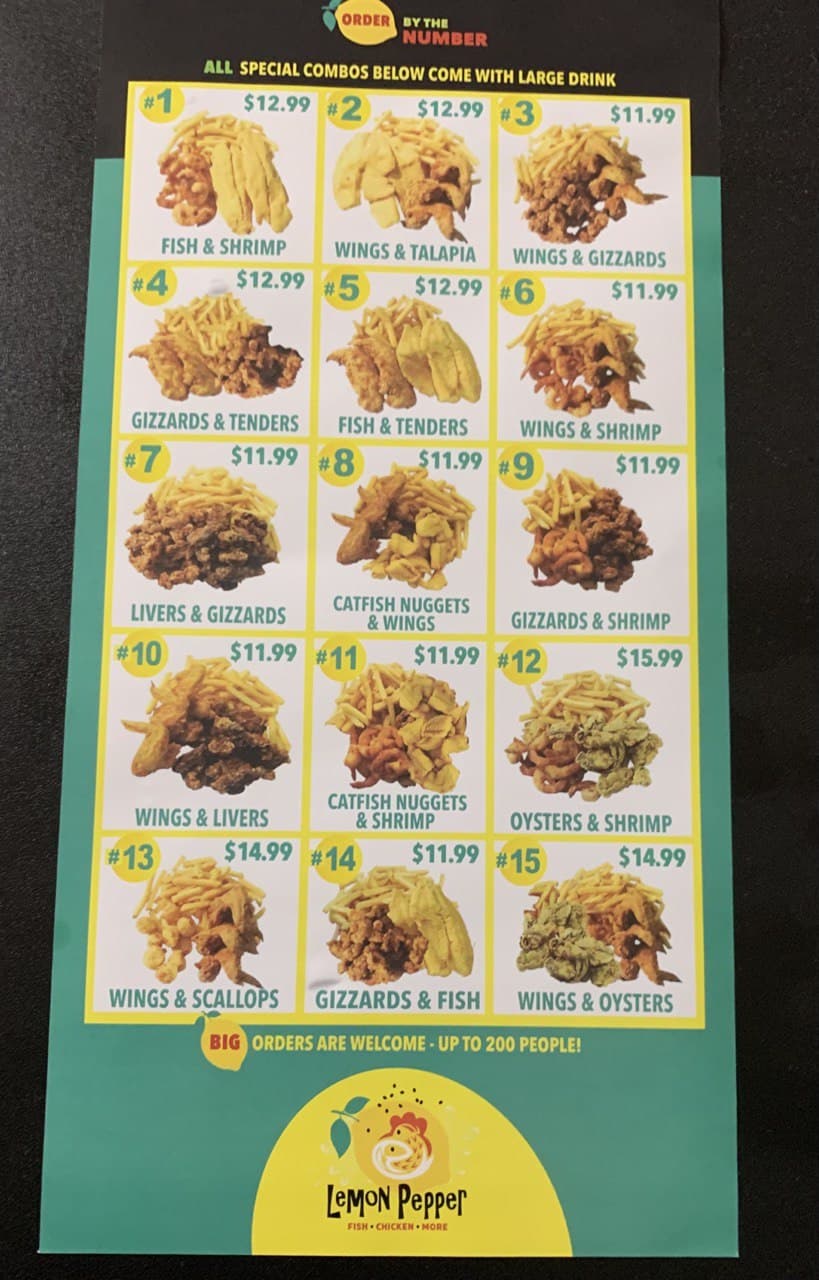 ORDER BY THE
NUMBER
ALL SPECIAL COMBOS BELOW COME WITH LARGE DRINK
#1 $12.99
FISH & SHRIMP
#2 $12.99
WINGS & TALAPIA
#3 $11.99
WINGS & GIZZARDS
#4 $12.99
GIZZARDS & TENDERS
#5 $12.99
FISH & TENDERS
#6 $11.99
WINGS & SHRIMP
#7 $11.99
LIVERS & GIZZARDS
#8 $11.99
CATFISH NUGGETS
& WINGS
#9 $11.99
GIZZARDS & SHRIMP
#10 $11.99
WINGS & LIVERS
#11 $11.99
CATFISH NUGGETS
& SHRIMP
#12 $15.99
OYSTERS & SHRIMP
#13 $14.99
WINGS & SCALLOPS
#14 $11.99
GIZZARDS & FISH
#15 $14.99
WINGS & OYSTERS
BIG ORDERS ARE WELCOME - UP TO 200 PEOPLE!
LeMON PePPer
FISH • CHICKEN • MORE